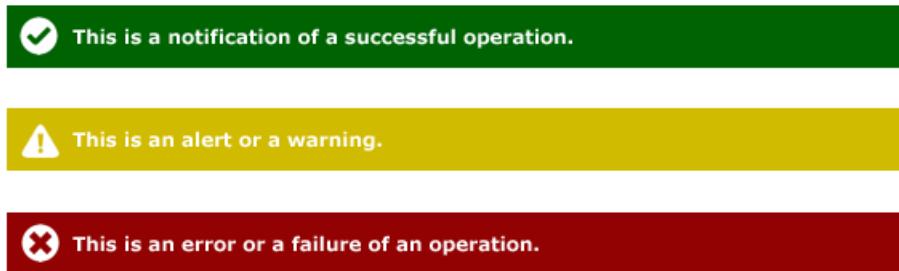 This is a notification of a successful operation.
This is an alert or a warning.
This is an error or a failure of an operation.